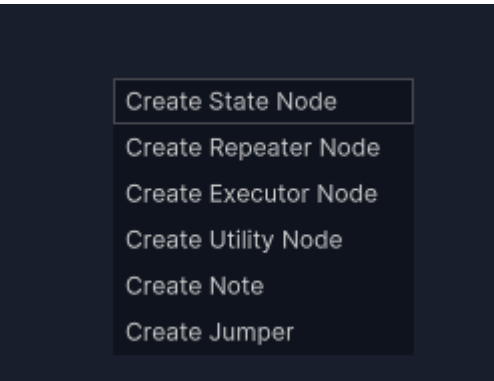 Create State Node
Create Repeater Node
Create Executor Node
Create Utility Node
Create Note
Create Jumper